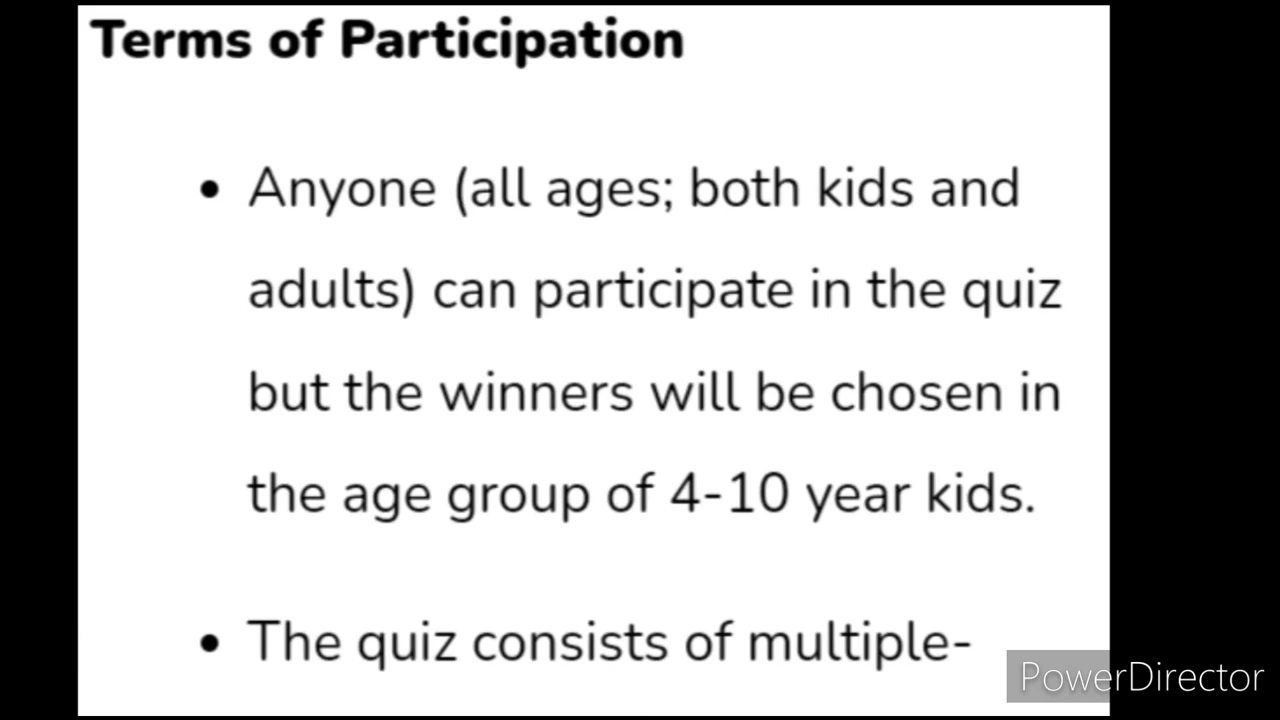 Terms of Participation
• Anyone (all ages; both kids and
adults) can participate in the quiz
but the winners will be chosen in
the age group of 4-10 year kids.
• The quiz consists of multiple-
PowerDirector